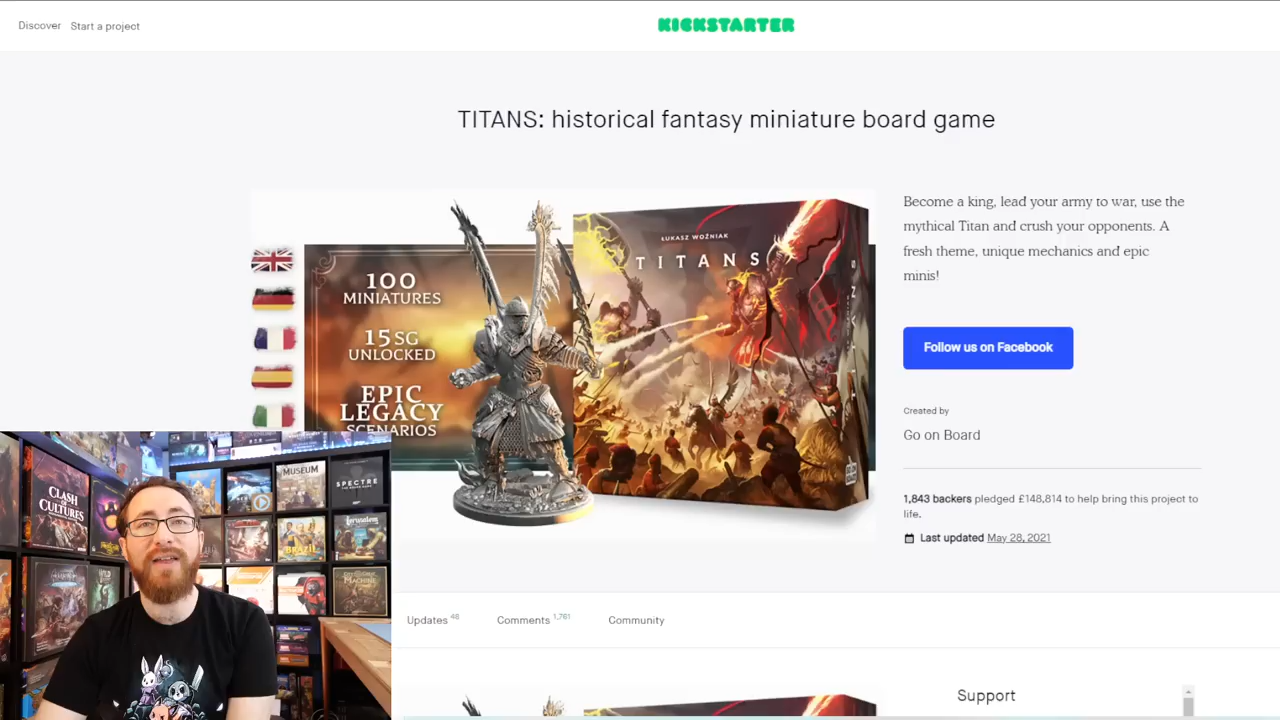 Discover Start a project
KICKSTARTER
TITANS: historical fantasy miniature board game
100
MINIATURES
15 SG
UNLOCKED
EPIC
LEGACY
SCENARIOS
ŁUKASZ WOŹNIAK
TITANS
Become a king, lead your army to war, use the
mythical Titan and crush your opponents. A
fresh theme, unique mechanics and epic
minis!
Follow us on Facebook
Created by
Go on Board
1,843 backers pledged £148,814 to help bring this project to
life.
Last updated May 28, 2021
Updates 48 Comments 1,761 Community
Support
CLASH
OF
CULTURES
MUSEUM
SPECTRE
BRAZIL
Jerusalem
MACHINE